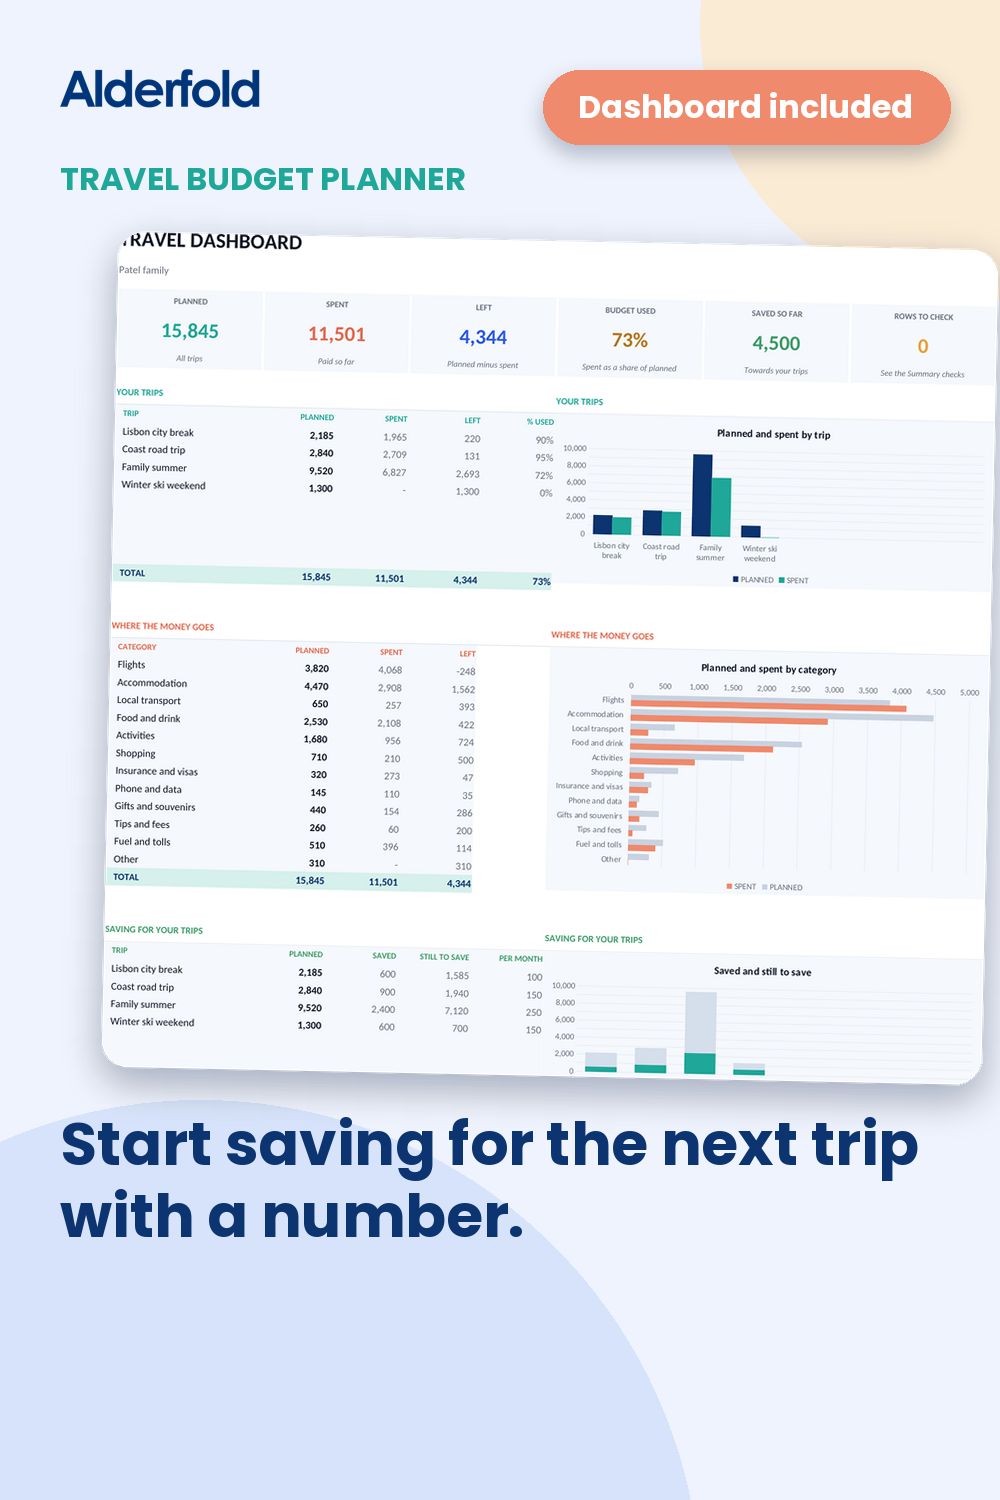 Alderfold
Dashboard included
TRAVEL BUDGET PLANNER
TRAVEL DASHBOARD
Patel family
PLANNED SPENT LEFT BUDGET USED SAVED SO FAR ROWS TO CHECK
15,845 11,501 4,344 73% 4,500 0
All trips Paid so far Planned minus spent Spent as a share of planned Towards your trips See the Summary checks
YOUR TRIPS
TRIP PLANNED SPENT LEFT % USED
Lisbon city break 2,185 1,965 220 90%
Coast road trip 2,840 2,709 131 95%
Family summer 9,520 6,827 2,693 72%
Winter ski weekend 1,300 - 1,300 0%
TOTAL 15,845 11,501 4,344 73%
YOUR TRIPS
Planned and spent by trip
10,000
8,000
6,000
4,000
2,000
0
Lisbon city break Coast road trip Family summer Winter ski weekend
PLANNED SPENT
WHERE THE MONEY GOES
CATEGORY PLANNED SPENT LEFT
Flights 3,820 4,068 -248
Accommodation 4,470 2,908 1,562
Local transport 650 257 393
Food and drink 2,530 2,108 422
Activities 1,680 956 724
Shopping 710 210 500
Insurance and visas 320 273 47
Phone and data 145 110 35
Gifts and souvenirs 440 154 286
Tips and fees 260 60 200
Fuel and tolls 510 396 114
Other 310 - 310
TOTAL 15,845 11,501 4,344
WHERE THE MONEY GOES
Planned and spent by category
0 500 1,000 1,500 2,000 2,500 3,000 3,500 4,000 4,500 5,000
Flights
Accommodation
Local transport
Food and drink
Activities
Shopping
Insurance and visas
Phone and data
Gifts and souvenirs
Tips and fees
Fuel and tolls
Other
SPENT PLANNED
SAVING FOR YOUR TRIPS
TRIP PLANNED SAVED STILL TO SAVE PER MONTH
Lisbon city break 2,185 600 1,585 100
Coast road trip 2,840 900 1,940 150
Family summer 9,520 2,400 7,120 250
Winter ski weekend 1,300 600 700 150
SAVING FOR YOUR TRIPS
Saved and still to save
10,000
8,000
6,000
4,000
2,000
0
Start saving for the next trip
with a number.